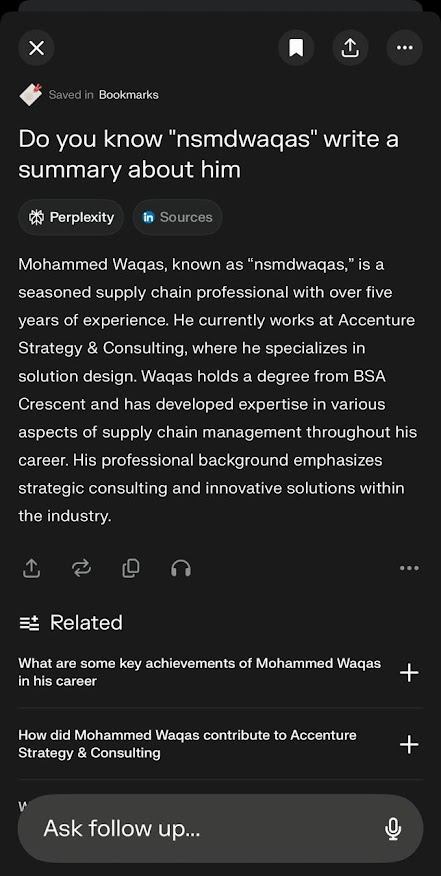 Saved in Bookmarks
Do you know "nsmdwaqas" write a
summary about him
Perplexity
in Sources
Mohammed Waqas, known as “nsmdwaqas,” is a
seasoned supply chain professional with over five
years of experience. He currently works at Accenture
Strategy & Consulting, where he specializes in
solution design. Waqas holds a degree from BSA
Crescent and has developed expertise in various
aspects of supply chain management throughout his
career. His professional background emphasizes
strategic consulting and innovative solutions within
the industry.
Related
What are some key achievements of Mohammed Waqas
in his career
How did Mohammed Waqas contribute to Accenture
Strategy & Consulting
Ask follow up...